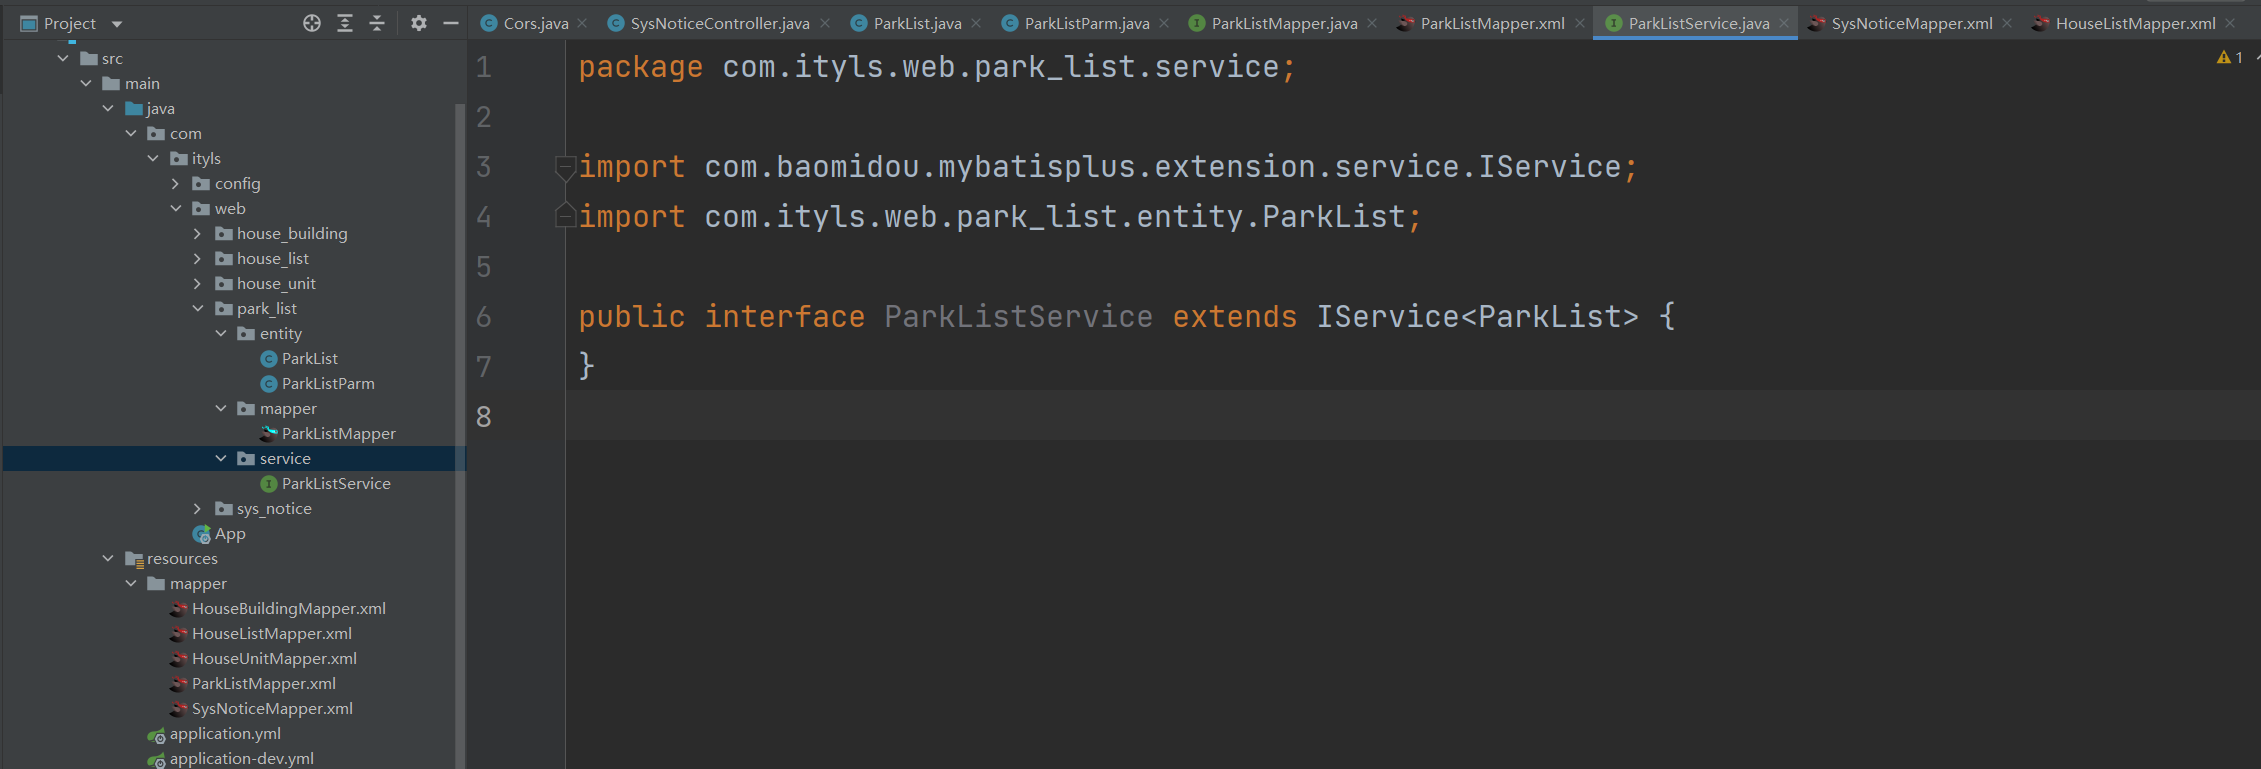 Project
src
main
java
com
ityls
config
web
house_building
house_list
house_unit
park_list
entity
ParkList
ParkListParm
mapper
ParkListMapper
service
ParkListService
sys_notice
App
resources
mapper
HouseBuildingMapper.xml
HouseListMapper.xml
HouseUnitMapper.xml
ParkListMapper.xml
SysNoticeMapper.xml
application.yml
application-dev.yml
Cors.java SysNoticeController.java ParkList.java ParkListParm.java ParkListMapper.java ParkListMapper.xml ParkListService.java SysNoticeMapper.xml HouseListMapper.xml
1 package com.ityls.web.park_list.service;
2
3 import com.baomidou.mybatisplus.extension.service.IService;
4 import com.ityls.web.park_list.entity.ParkList;
5
6 public interface ParkListService extends IService<ParkList> {
7 }
8
1